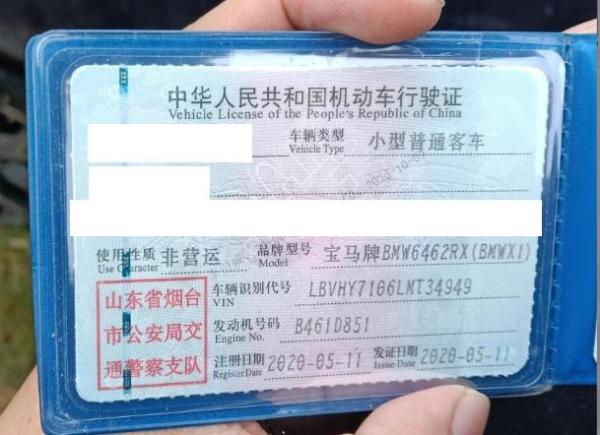 中华人民共和国机动车行驶证
Vehicle License of the People's Republic of China
车辆类型 小型普通客车
Vehicle Type
使用性质 非营运 品牌型号 宝马牌BMW6462RX(BMWX1)
Use Character Model
山东省烟台
市公安局交
通警察支队
车辆识别代号 LBVHY7106LMT34949
VIN
发动机号码 B461D851
Engine No.
注册日期 2020-05-11 发证日期 2020-05-11
Register Date Issue Date